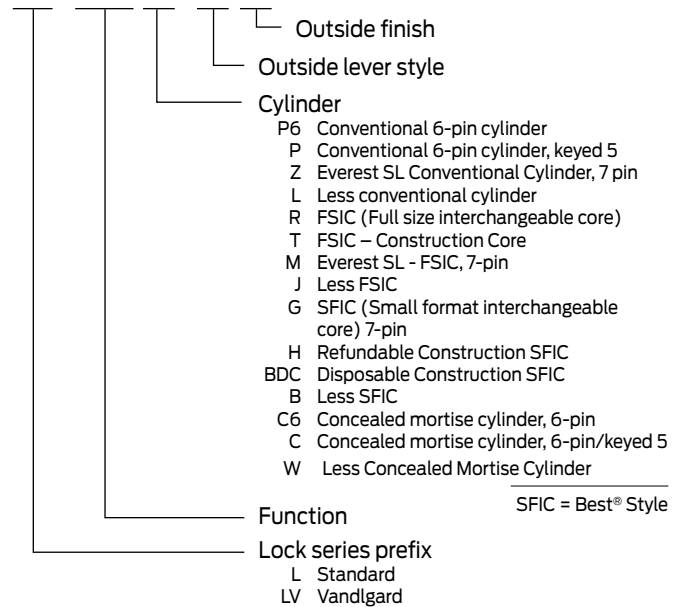 Outside finish
Outside lever style
Cylinder
P6 Conventional 6-pin cylinder
P Conventional 6-pin cylinder, keyed 5
Z Everest SL Conventional Cylinder, 7 pin
L Less conventional cylinder
R FSIC (Full size interchangeable core)
T FSIC – Construction Core
M Everest SL - FSIC, 7-pin
J Less FSIC
G SFIC (Small format interchangeable
core) 7-pin
H Refundable Construction SFIC
BDC Disposable Construction SFIC
B Less SFIC
C6 Concealed mortise cylinder, 6-pin
C Concealed mortise cylinder, 6-pin/keyed 5
W Less Concealed Mortise Cylinder
SFIC = Best® Style
Function
Lock series prefix
L Standard
LV Vandlgard